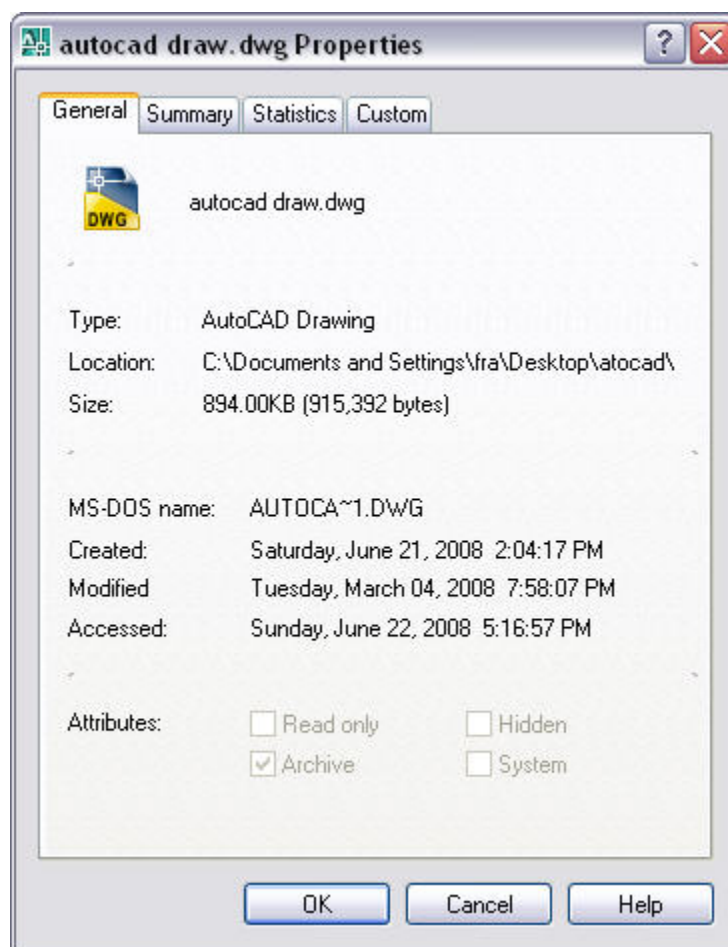 autocad draw.dwg Properties
General Summary Statistics Custom
DWG
autocad draw.dwg
Type: AutoCAD Drawing
Location: C:\Documents and Settings\fra\Desktop\atocad\
Size: 894.00KB (915,392 bytes)
MS-DOS name: AUTOCA~1.DWG
Created: Saturday, June 21, 2008 2:04:17 PM
Modified Tuesday, March 04, 2008 7:58:07 PM
Accessed: Sunday, June 22, 2008 5:16:57 PM
Attributes: Read only Hidden
Archive System
OK Cancel Help